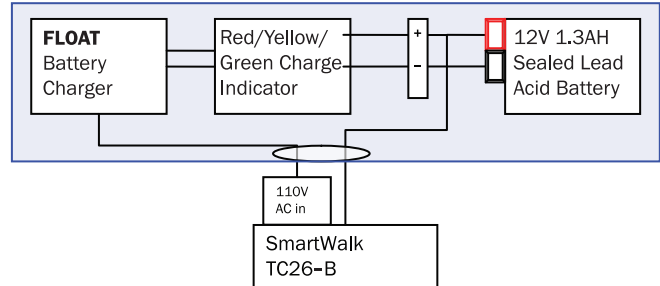 FLOAT
Battery
Charger
Red/Yellow/
Green Charge
Indicator
+
–
12V 1.3AH
Sealed Lead
Acid Battery
110V
AC in
SmartWalk
TC26-B